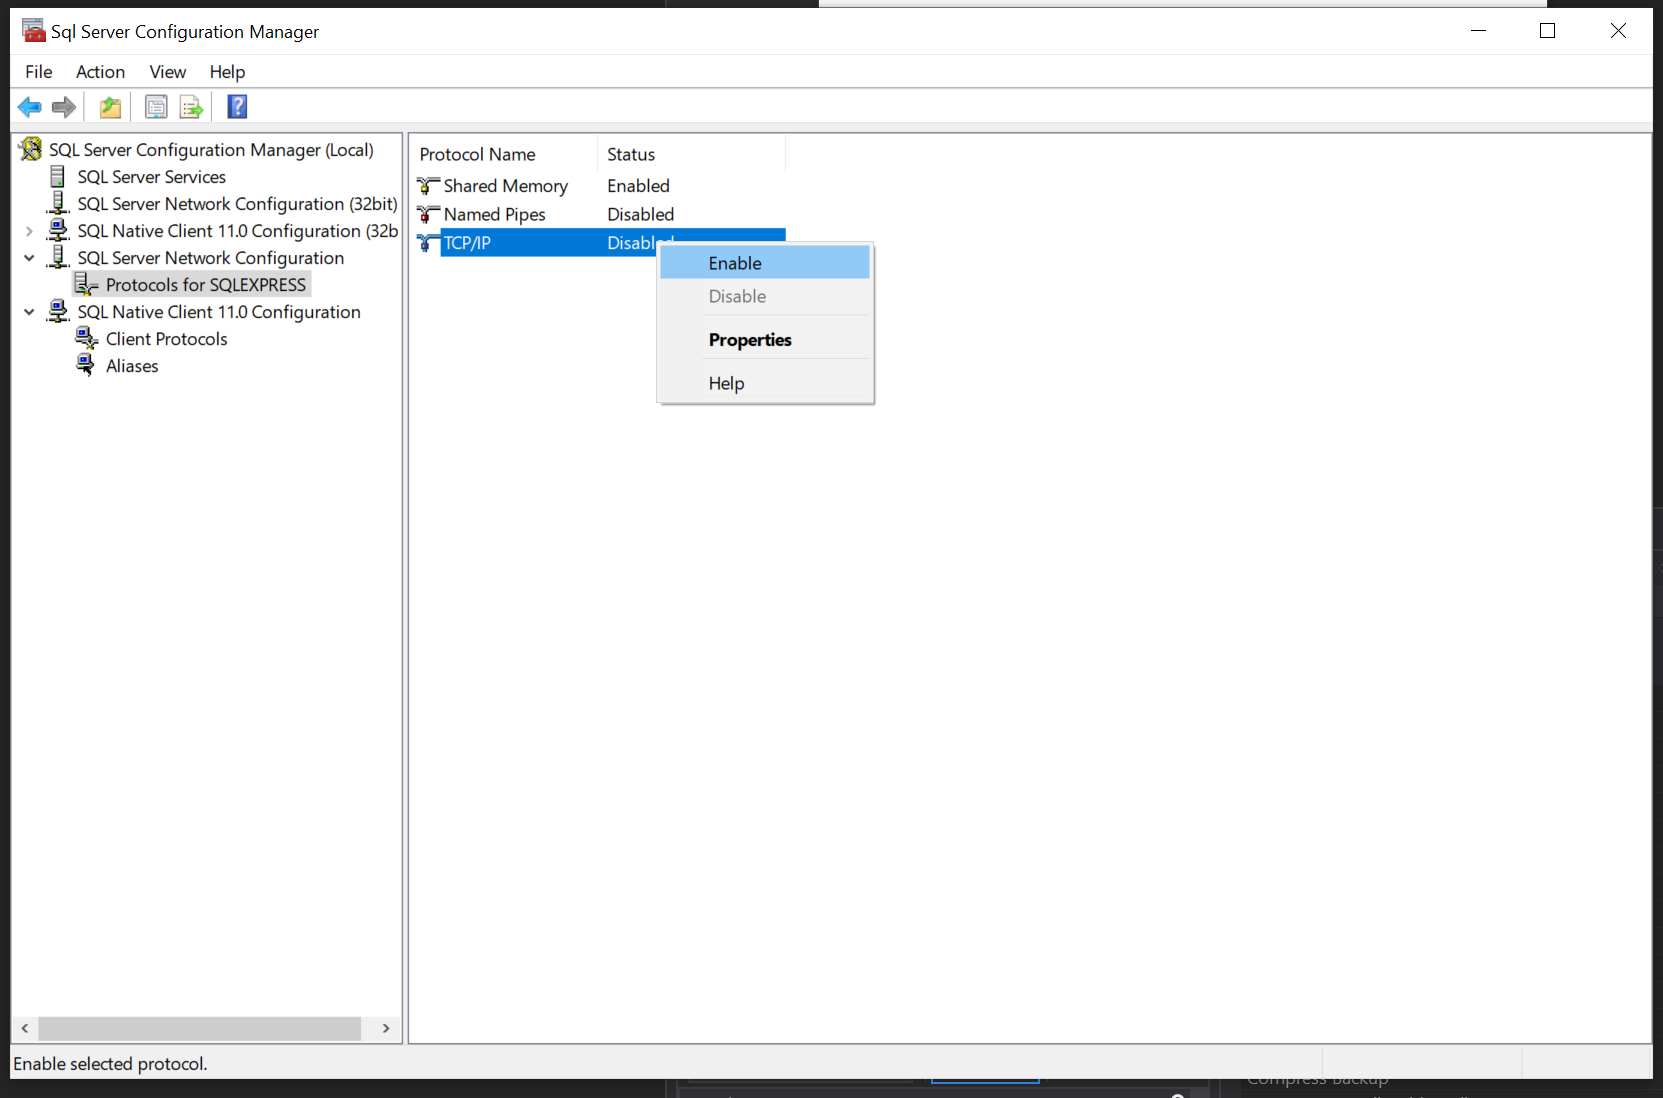 Sql Server Configuration Manager
File Action View Help
SQL Server Configuration Manager (Local)
SQL Server Services
SQL Server Network Configuration (32bit)
SQL Native Client 11.0 Configuration (32b
SQL Server Network Configuration
Protocols for SQLEXPRESS
SQL Native Client 11.0 Configuration
Client Protocols
Aliases
Protocol Name Status
Shared Memory Enabled
Named Pipes Disabled
TCP/IP Disabled
Enable
Disable
Properties
Help
Enable selected protocol.
Compress Backup